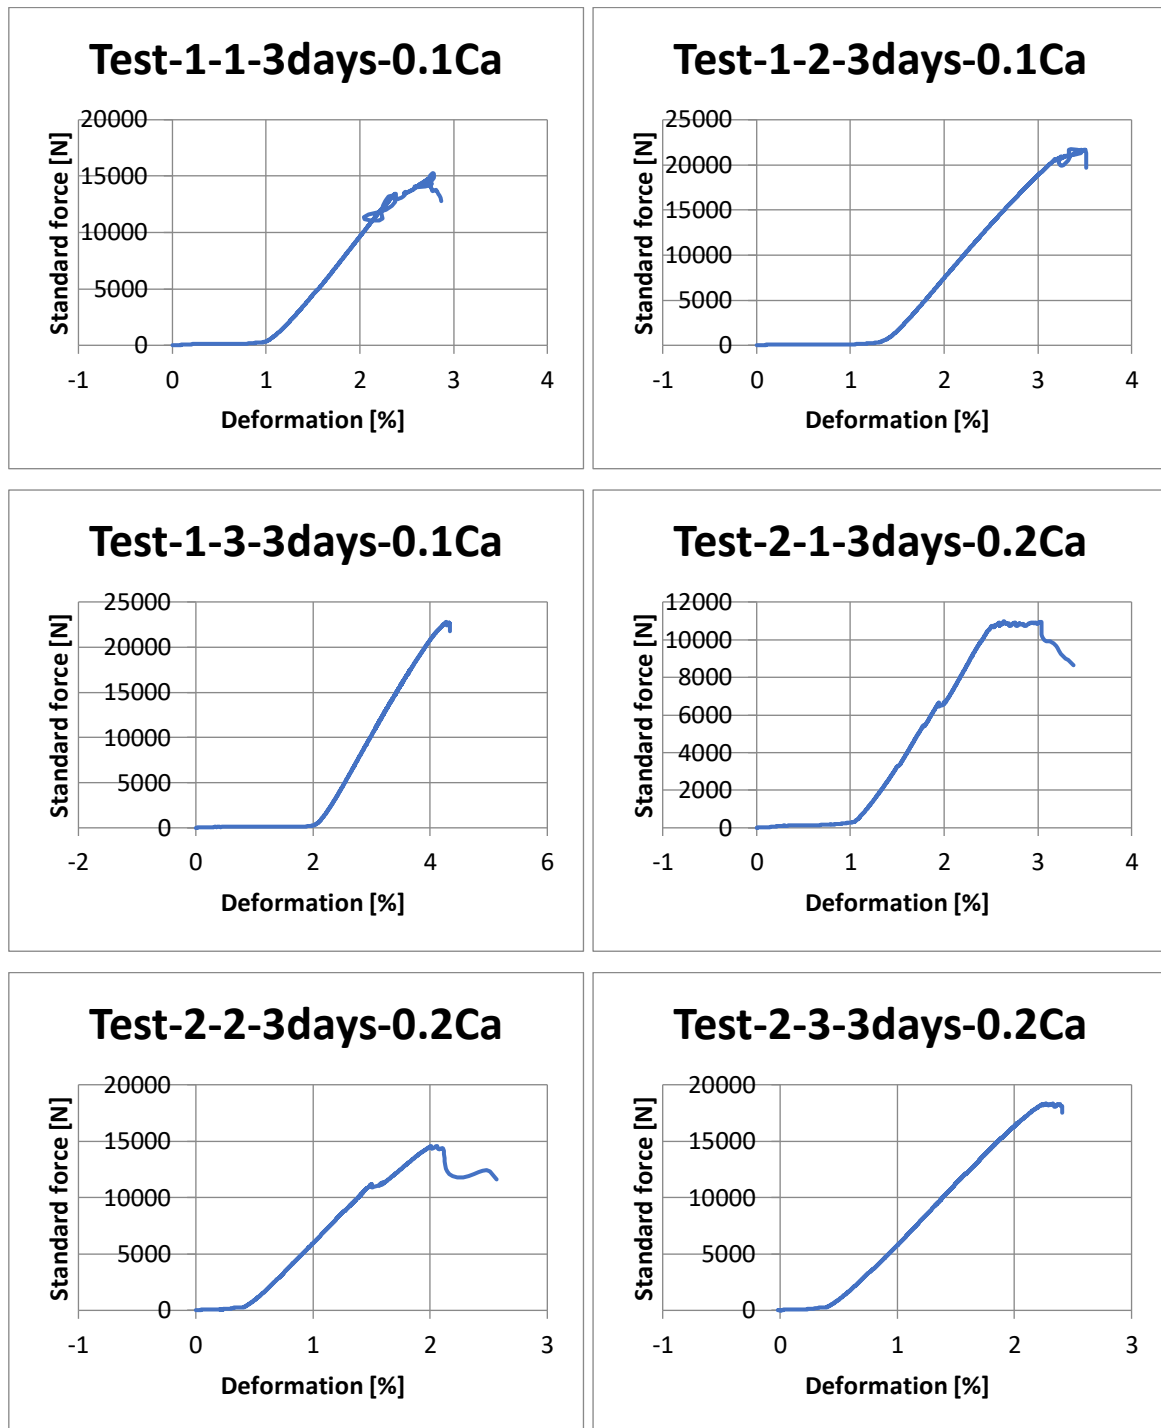 Test-1-1-3days-0.1Ca
Standard force [N]
20000
15000
10000
5000
0
-1 0 1 2 3 4
Deformation [%]
Test-1-2-3days-0.1Ca
Standard force [N]
25000
20000
15000
10000
5000
0
-1 0 1 2 3 4
Deformation [%]
Test-1-3-3days-0.1Ca
Standard force [N]
25000
20000
15000
10000
5000
0
-2 0 2 4 6
Deformation [%]
Test-2-1-3days-0.2Ca
Standard force [N]
12000
10000
8000
6000
4000
2000
0
-1 0 1 2 3 4
Deformation [%]
Test-2-2-3days-0.2Ca
Standard force [N]
20000
15000
10000
5000
0
-1 0 1 2 3
Deformation [%]
Test-2-3-3days-0.2Ca
Standard force [N]
20000
15000
10000
5000
0
-1 0 1 2 3
Deformation [%]